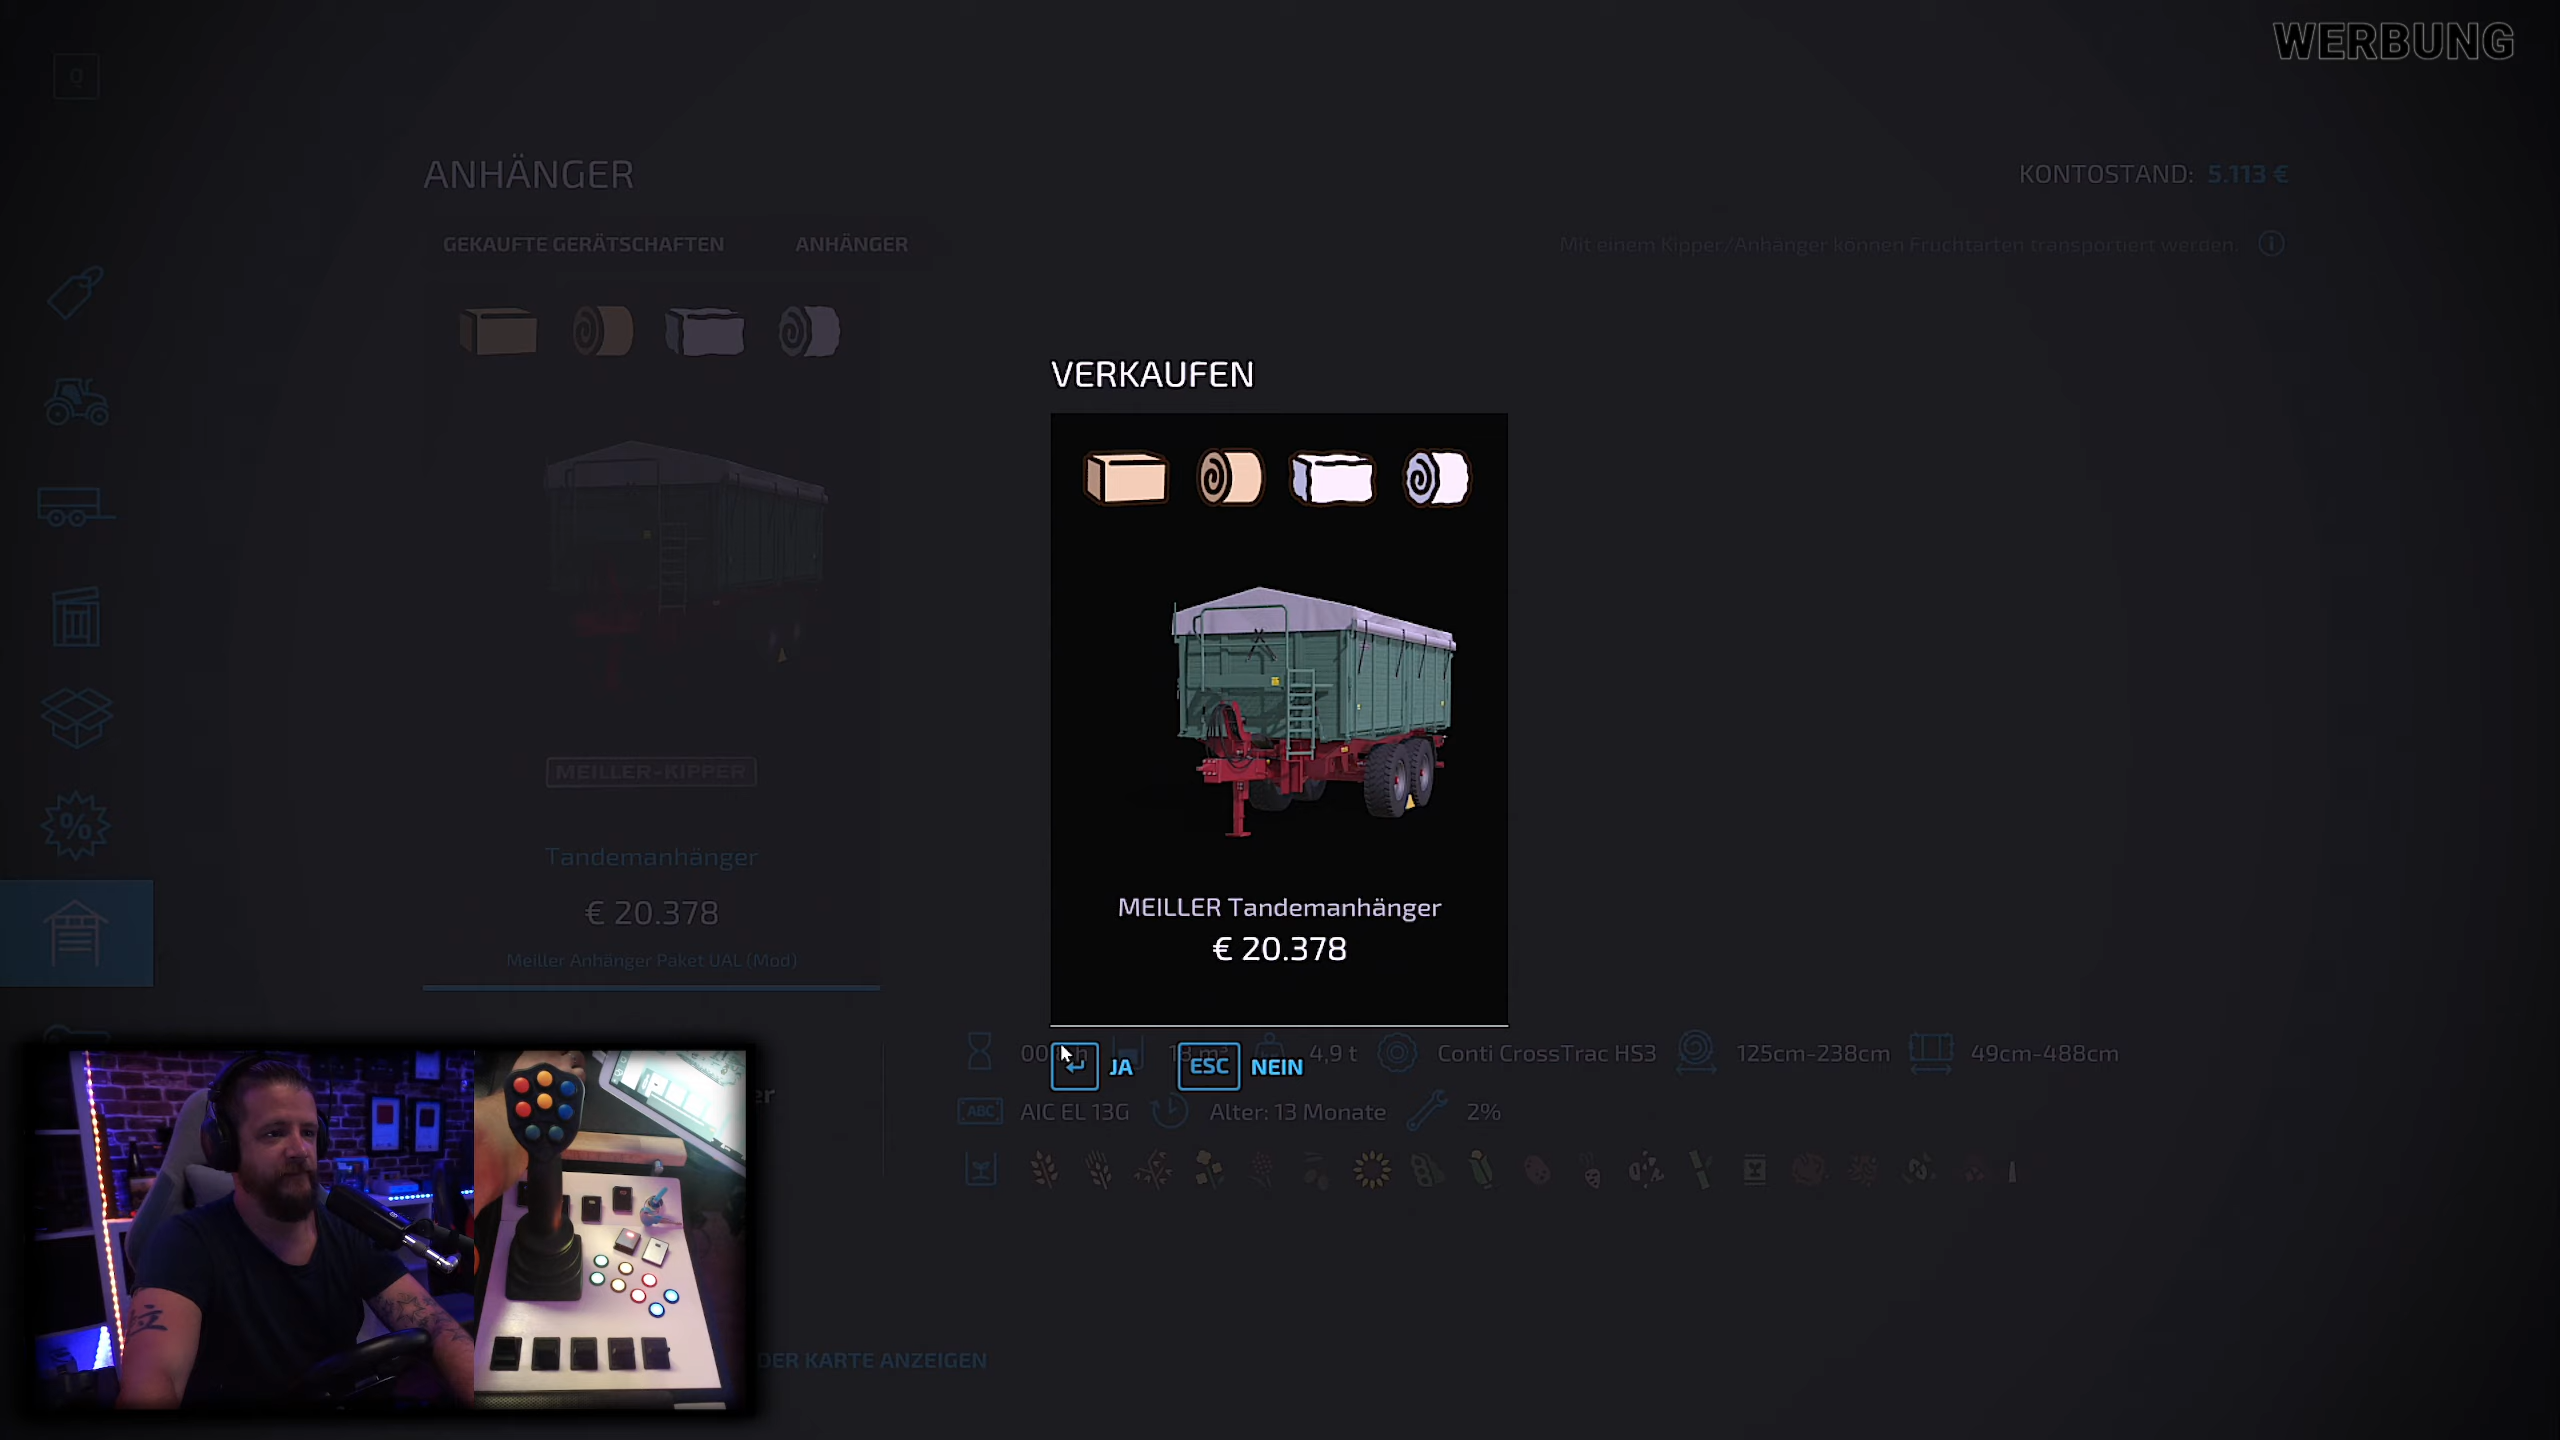 WERBUNG
Q
ANHÄNGER
KONTOSTAND: 5.113 €
GEKAUFTE GERÄTSCHAFTEN ANHÄNGER
Mit einem Kipper/Anhänger können Fruchtarten transportiert werden.
VERKAUFEN
MEILLER-KIPPER
Tandemanhänger
€ 20.378
Meiller Anhänger Paket UAL (Mod)
MEILLER Tandemanhänger
€ 20.378
4,9 t Conti CrossTrac HS3 125cm-238cm 49cm-488cm
JA ESC NEIN
ABC AIC EL 13G Alter: 13 Monate 2%
DER KARTE ANZEIGEN